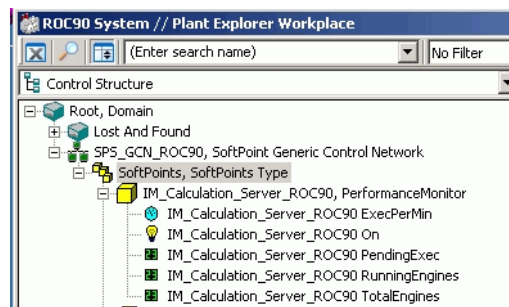 ROC90 System // Plant Explorer Workplace
(Enter search name) No Filter
Control Structure
Root, Domain
Lost And Found
SPS_GCN_ROC90, SoftPoint Generic Control Network
SoftPoints, SoftPoints Type
IM_Calculation_Server_ROC90, PerformanceMonitor
IM_Calculation_Server_ROC90 ExecPerMin
IM_Calculation_Server_ROC90 On
IM_Calculation_Server_ROC90 PendingExec
IM_Calculation_Server_ROC90 RunningEngines
IM_Calculation_Server_ROC90 TotalEngines